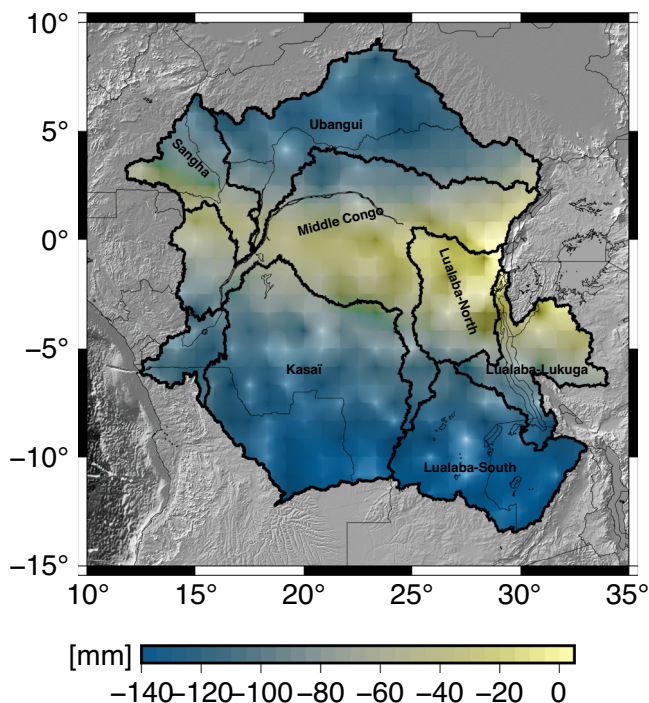 10°
5°
0°
−5°
−10°
−15°
Ubangui
Sangha
Middle Congo
Lualaba-North
Kasaï
Lualaba-Lukuga
Lualaba-South
10° 15° 20° 25° 30° 35°
[mm]
−140 −120 −100 −80 −60 −40 −20 0